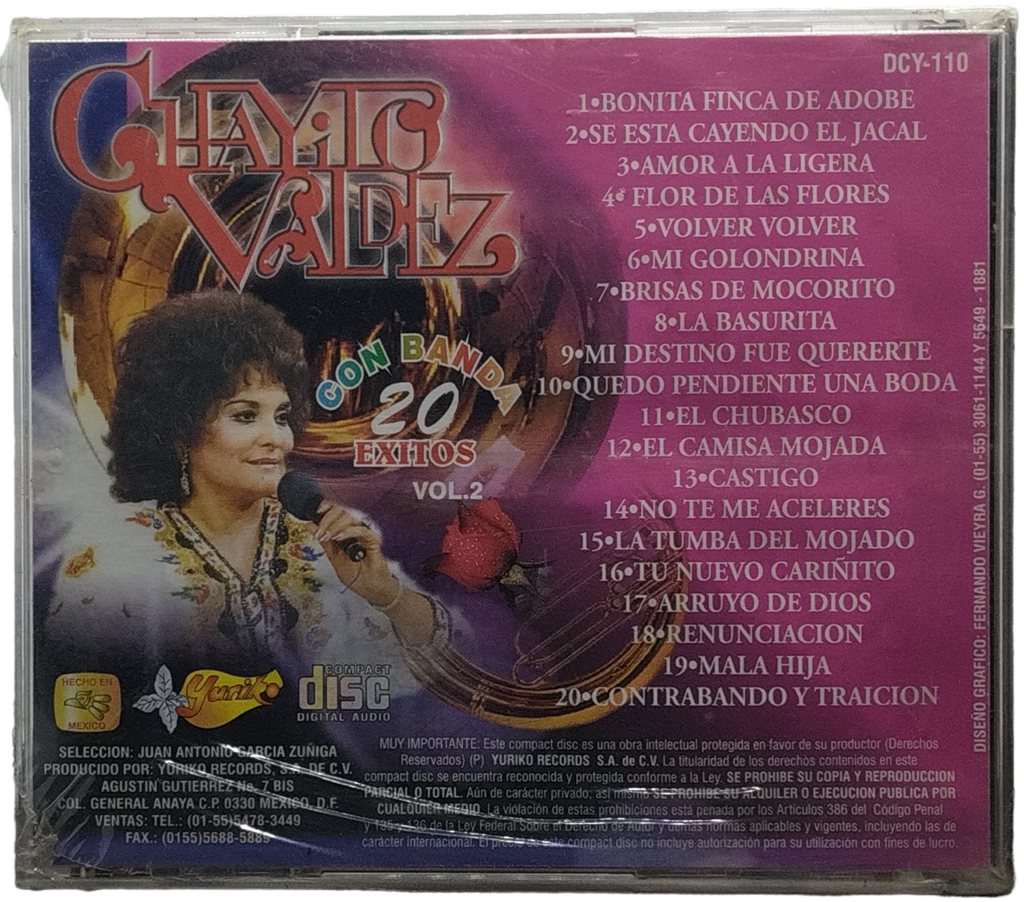 DCY-110
CHAYITO
VALDEZ
CON BANDA
20
EXITOS
VOL.2
1•BONITA FINCA DE ADOBE
2•SE ESTA CAYENDO EL JACAL
3•AMOR A LA LIGERA
4• FLOR DE LAS FLORES
5•VOLVER VOLVER
6•MI GOLONDRINA
7•BRISAS DE MOCORITO
8•LA BASURITA
9•MI DESTINO FUE QUERERTE
10•QUEDO PENDIENTE UNA BODA
11•EL CHUBASCO
12•EL CAMISA MOJADA
13•CASTIGO
14•NO TE ME ACELERES
15•LA TUMBA DEL MOJADO
16•TU NUEVO CARIÑITO
17•ARRUYO DE DIOS
18•RENUNCIACION
19•MALA HIJA
20•CONTRABANDO Y TRAICION
DISEÑO GRAFICO: FERNANDO VIEYRA G. (01-55) 3061-1144 Y 5649 - 1881
HECHO EN
MEXICO
Yuriko
COMPACT
disc
DIGITAL AUDIO
SELECCION: JUAN ANTONIO GARCIA ZUÑIGA
PRODUCIDO POR: YURIKO RECORDS, S.A. DE C.V.
AGUSTIN GUTIERREZ No. 7 BIS
COL. GENERAL ANAYA C.P. 0330 MEXICO, D.F.
VENTAS: TEL.: (01-55)5478-3449
FAX.: (0155)5688-5885
MUY IMPORTANTE: Este compact disc es una obra intelectual protegida en favor de su productor (Derechos
Reservados) (P) YURIKO RECORDS S.A. de C.V. La titularidad de los derechos contenidos en este
compact disc se encuentra reconocida y protegida conforme a la Ley. SE PROHIBE SU COPIA Y REPRODUCCION
PARCIAL O TOTAL. Aún de carácter privado; así mismo SE PROHIBE SU ALQUILER O EJECUCION PUBLICA POR
CUALQUIER MEDIO. La violación de estas prohibiciones está penada por los Artículos 386 del Código Penal
y 135 y 136 de la Ley Federal Sobre el Derecho de Autor y demás normas aplicables y vigentes, incluyendo las de
carácter internacional. El de este compact disc no incluye autorización para su utilización con fines de lucro.